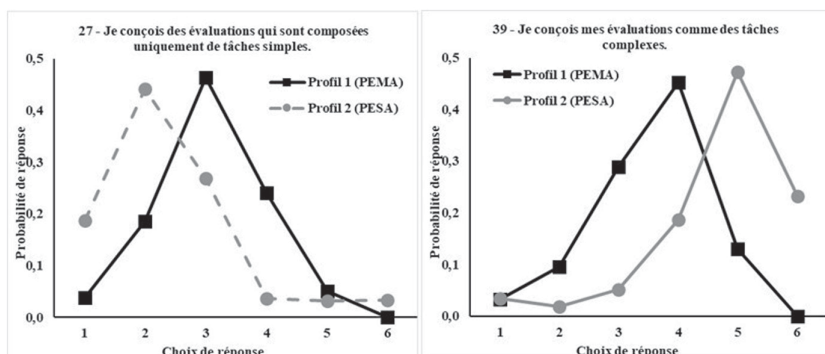 27 - Je conçois des évaluations qui sont composées
uniquement de tâches simples.
0,5
0,4
0,3
0,2
0,1
0,0
Probabilité de réponse
Profil 1 (PEMA)
Profil 2 (PESA)
1 2 3 4 5 6
Choix de réponse
39 - Je conçois mes évaluations comme des tâches
complexes.
0,5
0,4
0,3
0,2
0,1
0,0
Probabilité de réponse
Profil 1 (PEMA)
Profil 2 (PESA)
1 2 3 4 5 6
Choix de réponse